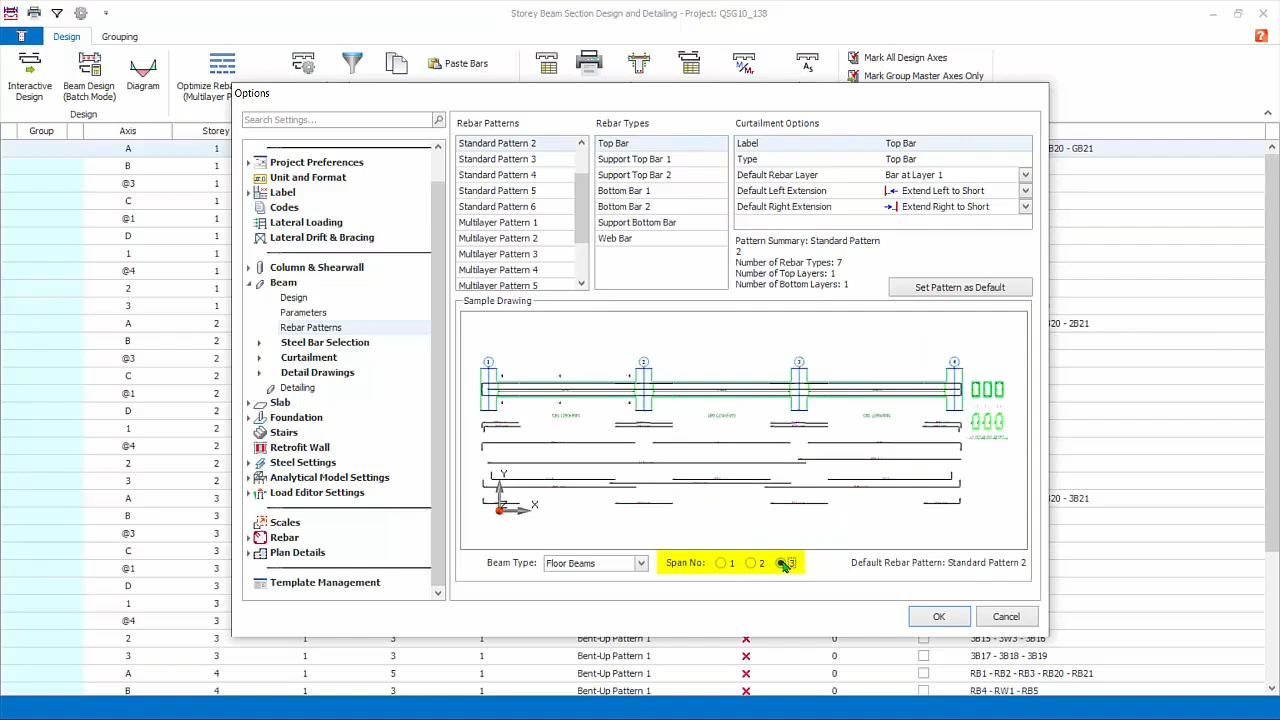 Storey Beam Section Design and Detailing - Project: QSG10_138
Design
Grouping
Interactive Design
Beam Design (Batch Mode)
Diagram
Optimize Reba
(Multilayer P
Paste Bars
Mark All Design Axes
Mark Group Master Axes Only
Design
Group Axis Storey
A 1
B 1
@3 1
C 1
@1 1
D 1
1 1
@4 1
2 1
3 1
A 2
B 2
@3 2
C 2
@1 2
D 2
1 2
@4 2
2 2
3 2
A 3
B 3
@3 3
C 3
@1 3
D 3
1 3
@4 3
2 3 1 3 1 Bent-Up Pattern 1 0 3B15 - 3W3 - 3B16
3 3 1 3 1 Bent-Up Pattern 1 0 3B17 - 3B18 - 3B19
A 4 1 5 1 Bent-Up Pattern 1 0 RB1 - RB2 - RB3 - RB20 - RB21
B 4 1 3 1 Bent-Up Pattern 1 0 RB4 - RW1 - RB5
B20 - GB21
B20 - 2B21
B20 - 3B21
Options
Search Settings...
Project Preferences
Unit and Format
Label
Codes
Lateral Loading
Lateral Drift & Bracing
Column & Shearwall
Beam
Design
Parameters
Rebar Patterns
Steel Bar Selection
Curtailment
Detail Drawings
Detailing
Slab
Foundation
Stairs
Retrofit Wall
Steel Settings
Analytical Model Settings
Load Editor Settings
Scales
Rebar
Plan Details
Template Management
Rebar Patterns
Standard Pattern 2
Standard Pattern 3
Standard Pattern 4
Standard Pattern 5
Standard Pattern 6
Multilayer Pattern 1
Multilayer Pattern 2
Multilayer Pattern 3
Multilayer Pattern 4
Multilayer Pattern 5
Rebar Types
Top Bar
Support Top Bar 1
Support Top Bar 2
Bottom Bar 1
Bottom Bar 2
Support Bottom Bar
Web Bar
Curtailment Options
Label Top Bar
Type Top Bar
Default Rebar Layer Bar at Layer 1
Default Left Extension Extend Left to Short
Default Right Extension Extend Right to Short
Pattern Summary: Standard Pattern
2
Number of Rebar Types: 7
Number of Top Layers: 1
Number of Bottom Layers: 1
Set Pattern as Default
Sample Drawing
1 2 3 4
Y
Z X
Beam Type: Floor Beams
Span No: 1 2 3
Default Rebar Pattern: Standard Pattern 2
OK Cancel